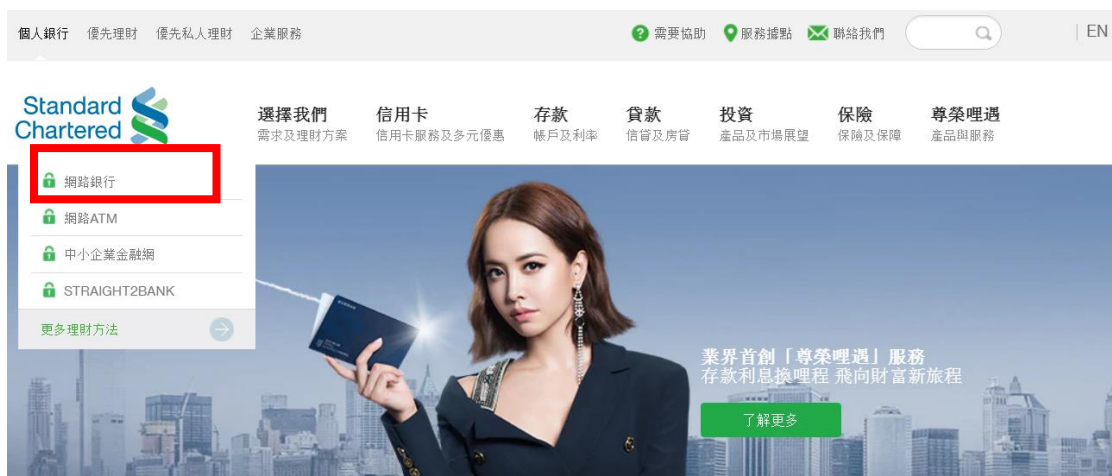 個人銀行 優先理財 優先私人理財 企業服務 需要協助 服務據點 聯絡我們 | EN
Standard
Chartered
選擇我們 信用卡 存款 貸款 投資 保險 尊榮哩遇
需求及理財方案 信用卡服務及多元優惠 帳戶及利率 信貸及房貸 產品及市場展望 保險及保障 產品與服務
網路銀行
網路ATM
中小企業金融網
STRAIGHT2BANK
更多理財方法
業界首創「尊榮哩遇」服務
存款利息換哩程 飛向財富新旅程
了解更多